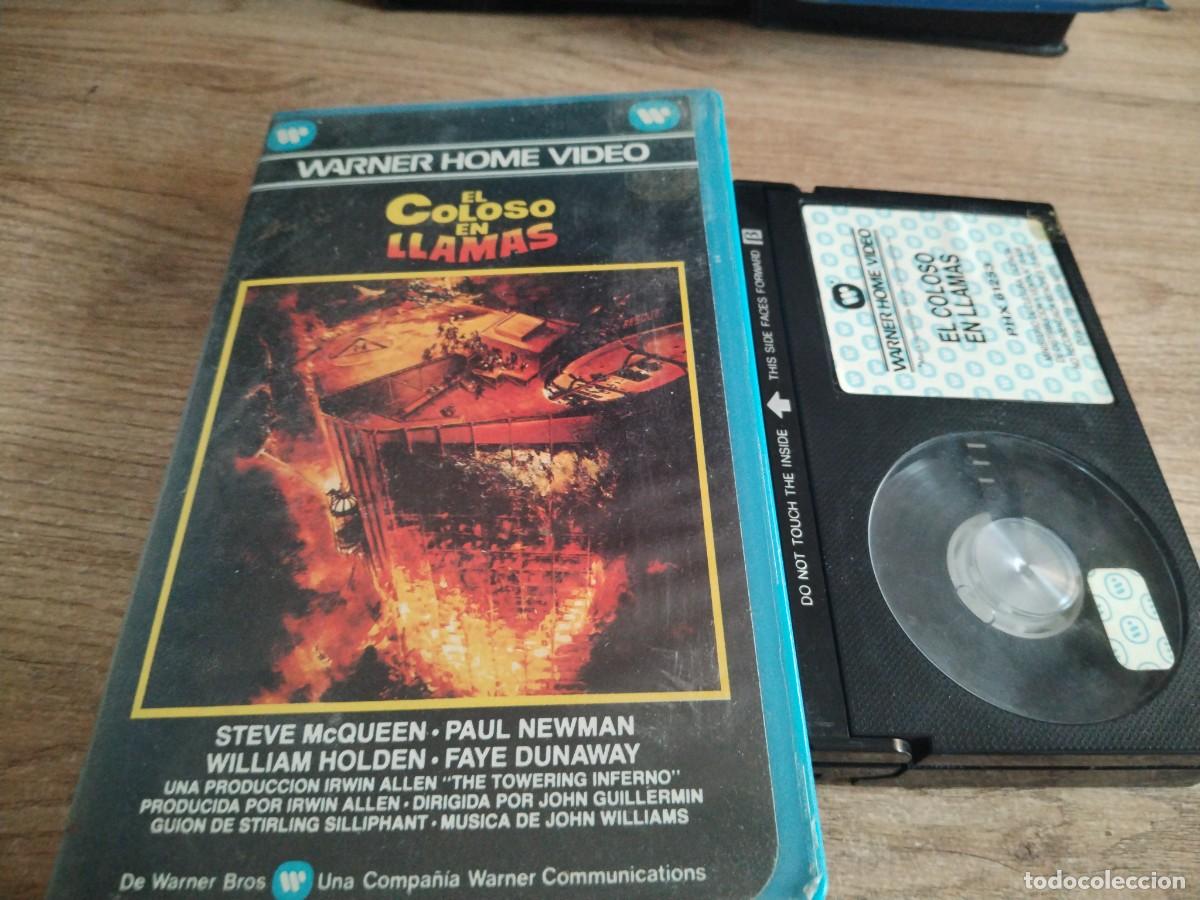 WARNER HOME VIDEO
EL
COLOSO
EN
LLAMAS
STEVE McQUEEN · PAUL NEWMAN
WILLIAM HOLDEN · FAYE DUNAWAY
UNA PRODUCCION IRWIN ALLEN "THE TOWERING INFERNO"
PRODUCIDA POR IRWIN ALLEN · DIRIGIDA POR JOHN GUILLERMIN
GUION DE STIRLING SILLIPHANT · MUSICA DE JOHN WILLIAMS
De Warner Bros
Una Compañía Warner Communications
DO NOT TOUCH THE INSIDE
THIS SIDE FACES FORWARD
WARNER HOME VIDEO
EL COLOSO
EN LLAMAS
todocoleccion